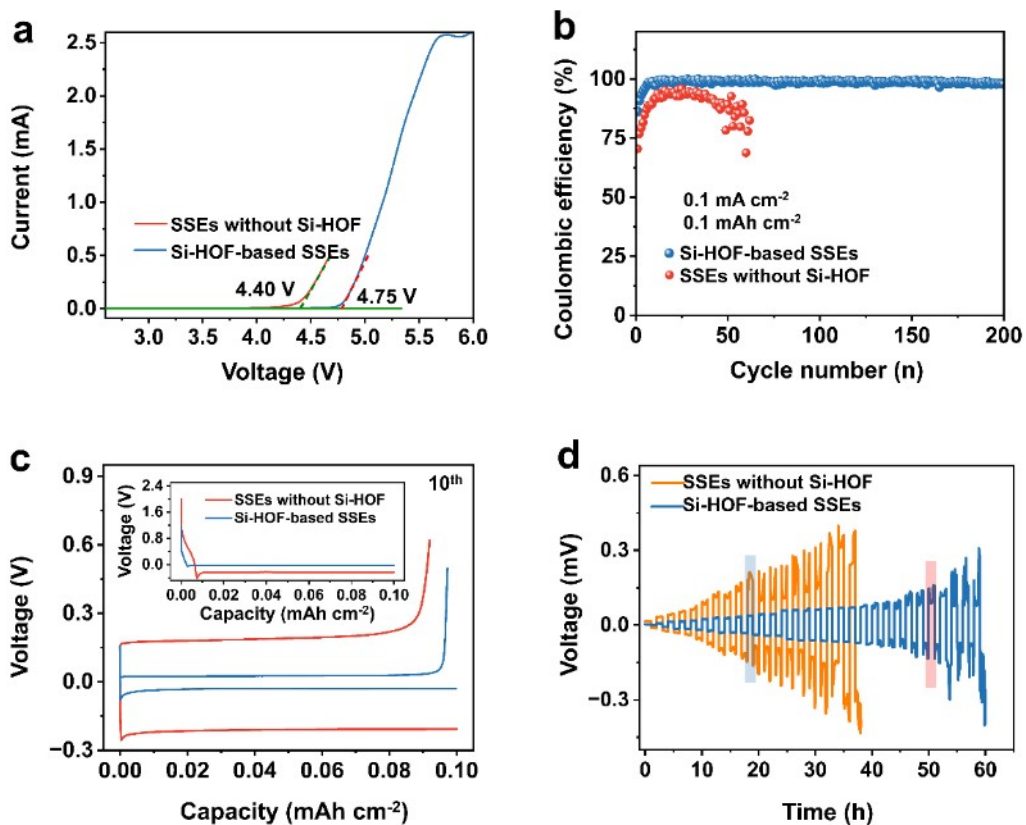 a
2.5
2.0
1.5
1.0
0.5
0.0
Current (mA)
SSEs without Si-HOF
Si-HOF-based SSEs
4.40 V
4.75 V
3.0 3.5 4.0 4.5 5.0 5.5 6.0
Voltage (V)
b
100
75
50
25
0
Coulombic efficiency (%)
0.1 mA cm-2
0.1 mAh cm-2
Si-HOF-based SSEs
SSEs without Si-HOF
0 50 100 150 200
Cycle number (n)
c
0.9
0.6
0.3
0.0
−0.3
Voltage (V)
10th
2.4
1.6
0.8
0.0
Voltage (V)
SSEs without Si-HOF
Si-HOF-based SSEs
0.00 0.02 0.04 0.06 0.08 0.10
Capacity (mAh cm-2)
0.00 0.02 0.04 0.06 0.08 0.10
Capacity (mAh cm-2)
d
0.6
0.3
0.0
−0.3
Voltage (mV)
SSEs without Si-HOF
Si-HOF-based SSEs
0 10 20 30 40 50 60
Time (h)